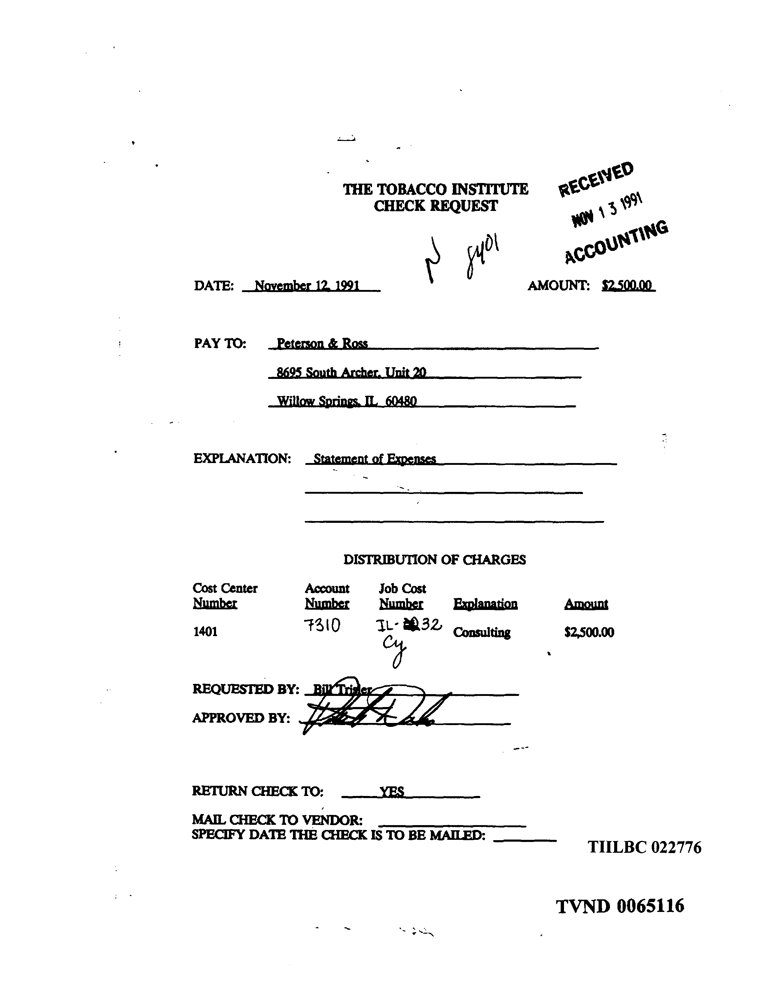 THE TOBACCO INSTITUTE
CHECK REQUEST
RECEIVED
NOV 13 1991
ACCOUNTING
DATE: November 12, 1991
AMOUNT: $2,500.00
PAY TO: Peterson & Ross
8695 South Archer, Unit 20
Willow Springs, IL 60480
EXPLANATION: Statement of Expenses
DISTRIBUTION OF CHARGES
Cost Center Number Account Number Job Cost Number Explanation Amount
1401 7310 IL- 32 Consulting $2,500.00
Cy
REQUESTED BY: Bill Trisler
APPROVED BY:
RETURN CHECK TO: YES
MAIL CHECK TO VENDOR:
SPECIFY DATE THE CHECK IS TO BE MAILED:
TIILBC 022776
TVND 0065116